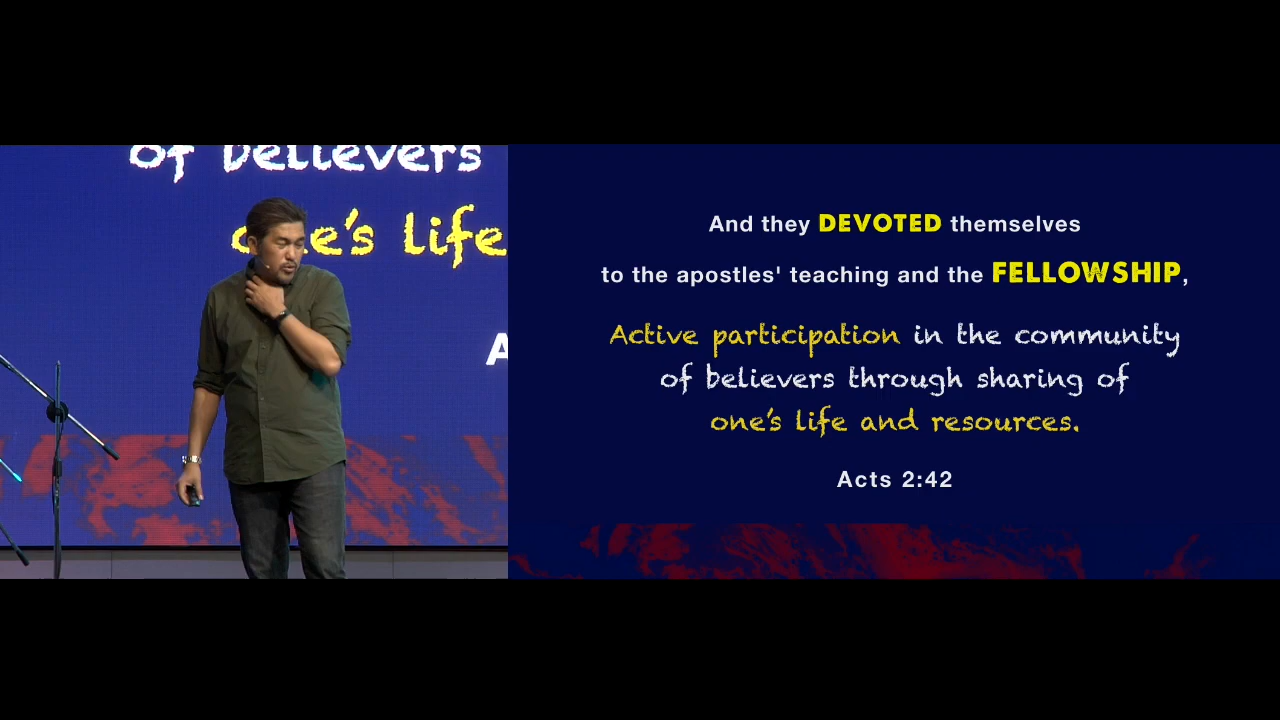 of believers
one's life
A
And they DEVOTED themselves
to the apostles' teaching and the FELLOWSHIP,
Active participation in the community
of believers through sharing of
one's life and resources.
Acts 2:42